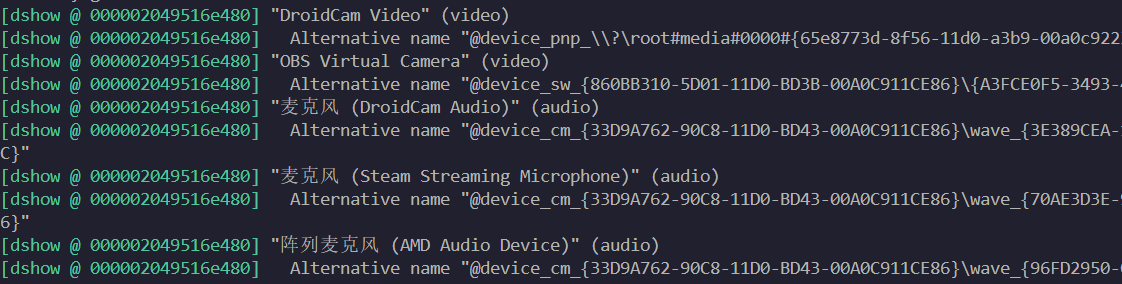 [dshow @ 000002049516e480] "DroidCam Video" (video)
[dshow @ 000002049516e480]   Alternative name "@device_pnp_\\?\root#media#0000#{65e8773d-8f56-11d0-a3b9-00a0c922
[dshow @ 000002049516e480] "OBS Virtual Camera" (video)
[dshow @ 000002049516e480]   Alternative name "@device_sw_{860BB310-5D01-11D0-BD3B-00A0C911CE86}\{A3FCE0F5-3493-
[dshow @ 000002049516e480] "麦克风 (DroidCam Audio)" (audio)
[dshow @ 000002049516e480]   Alternative name "@device_cm_{33D9A762-90C8-11D0-BD43-00A0C911CE86}\wave_{3E389CEA-
C}"
[dshow @ 000002049516e480] "麦克风 (Steam Streaming Microphone)" (audio)
[dshow @ 000002049516e480]   Alternative name "@device_cm_{33D9A762-90C8-11D0-BD43-00A0C911CE86}\wave_{70AE3D3E-
6}"
[dshow @ 000002049516e480] "阵列麦克风 (AMD Audio Device)" (audio)
[dshow @ 000002049516e480]   Alternative name "@device_cm_{33D9A762-90C8-11D0-BD43-00A0C911CE86}\wave_{96FD2950-